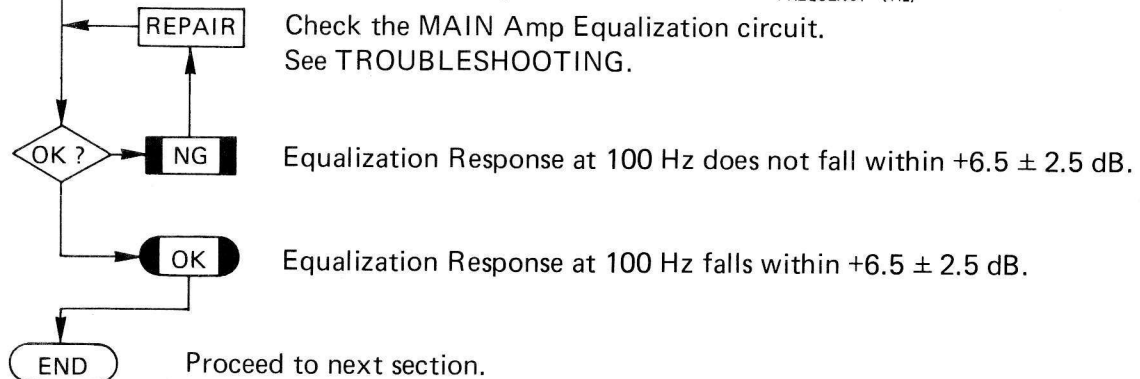 REPAIR Check the MAIN Amp Equalization circuit.
See TROUBLESHOOTING.
OK ? NG Equalization Response at 100 Hz does not fall within +6.5 ± 2.5 dB.
OK Equalization Response at 100 Hz falls within +6.5 ± 2.5 dB.
END Proceed to next section.